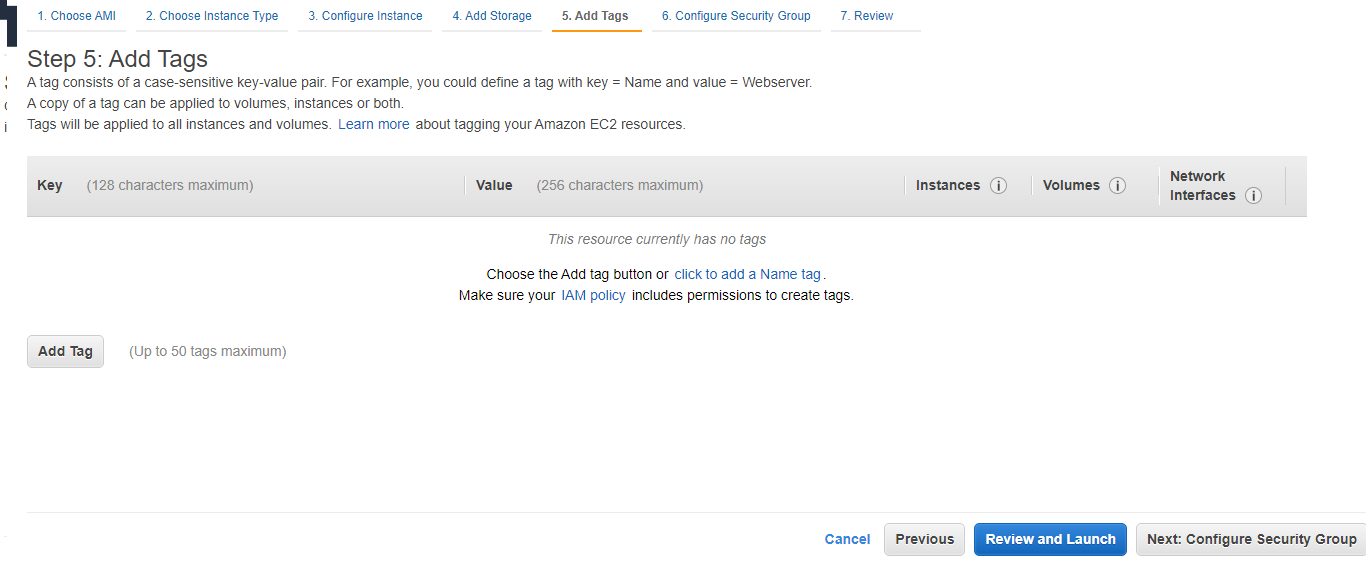 1. Choose AMI 2. Choose Instance Type 3. Configure Instance 4. Add Storage 5. Add Tags 6. Configure Security Group 7. Review
Step 5: Add Tags
A tag consists of a case-sensitive key-value pair. For example, you could define a tag with key = Name and value = Webserver.
A copy of a tag can be applied to volumes, instances or both.
Tags will be applied to all instances and volumes. Learn more about tagging your Amazon EC2 resources.
Key (128 characters maximum) Value (256 characters maximum) Instances i Volumes i Network
Interfaces i
This resource currently has no tags
Choose the Add tag button or click to add a Name tag.
Make sure your IAM policy includes permissions to create tags.
Add Tag (Up to 50 tags maximum)
Cancel Previous Review and Launch Next: Configure Security Group